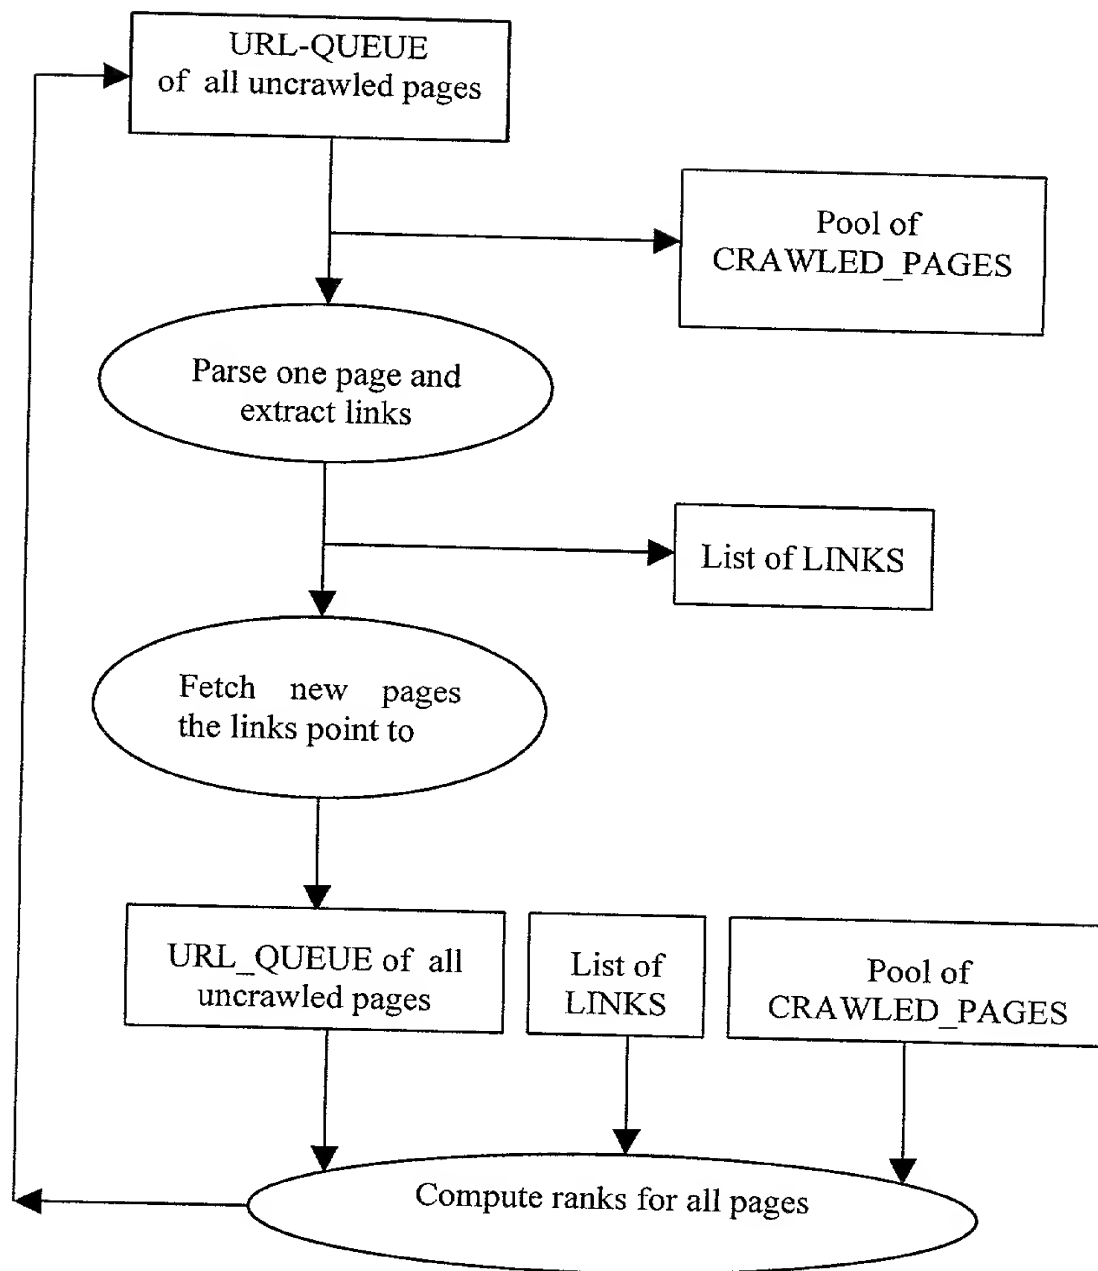 URL-QUEUE
of all uncrawled pages
Pool of
CRAWLED_PAGES
Parse one page and
extract links
List of LINKS
Fetch new pages
the links point to
URL_QUEUE of all
uncrawled pages
List of
LINKS
Pool of
CRAWLED_PAGES
Compute ranks for all pages